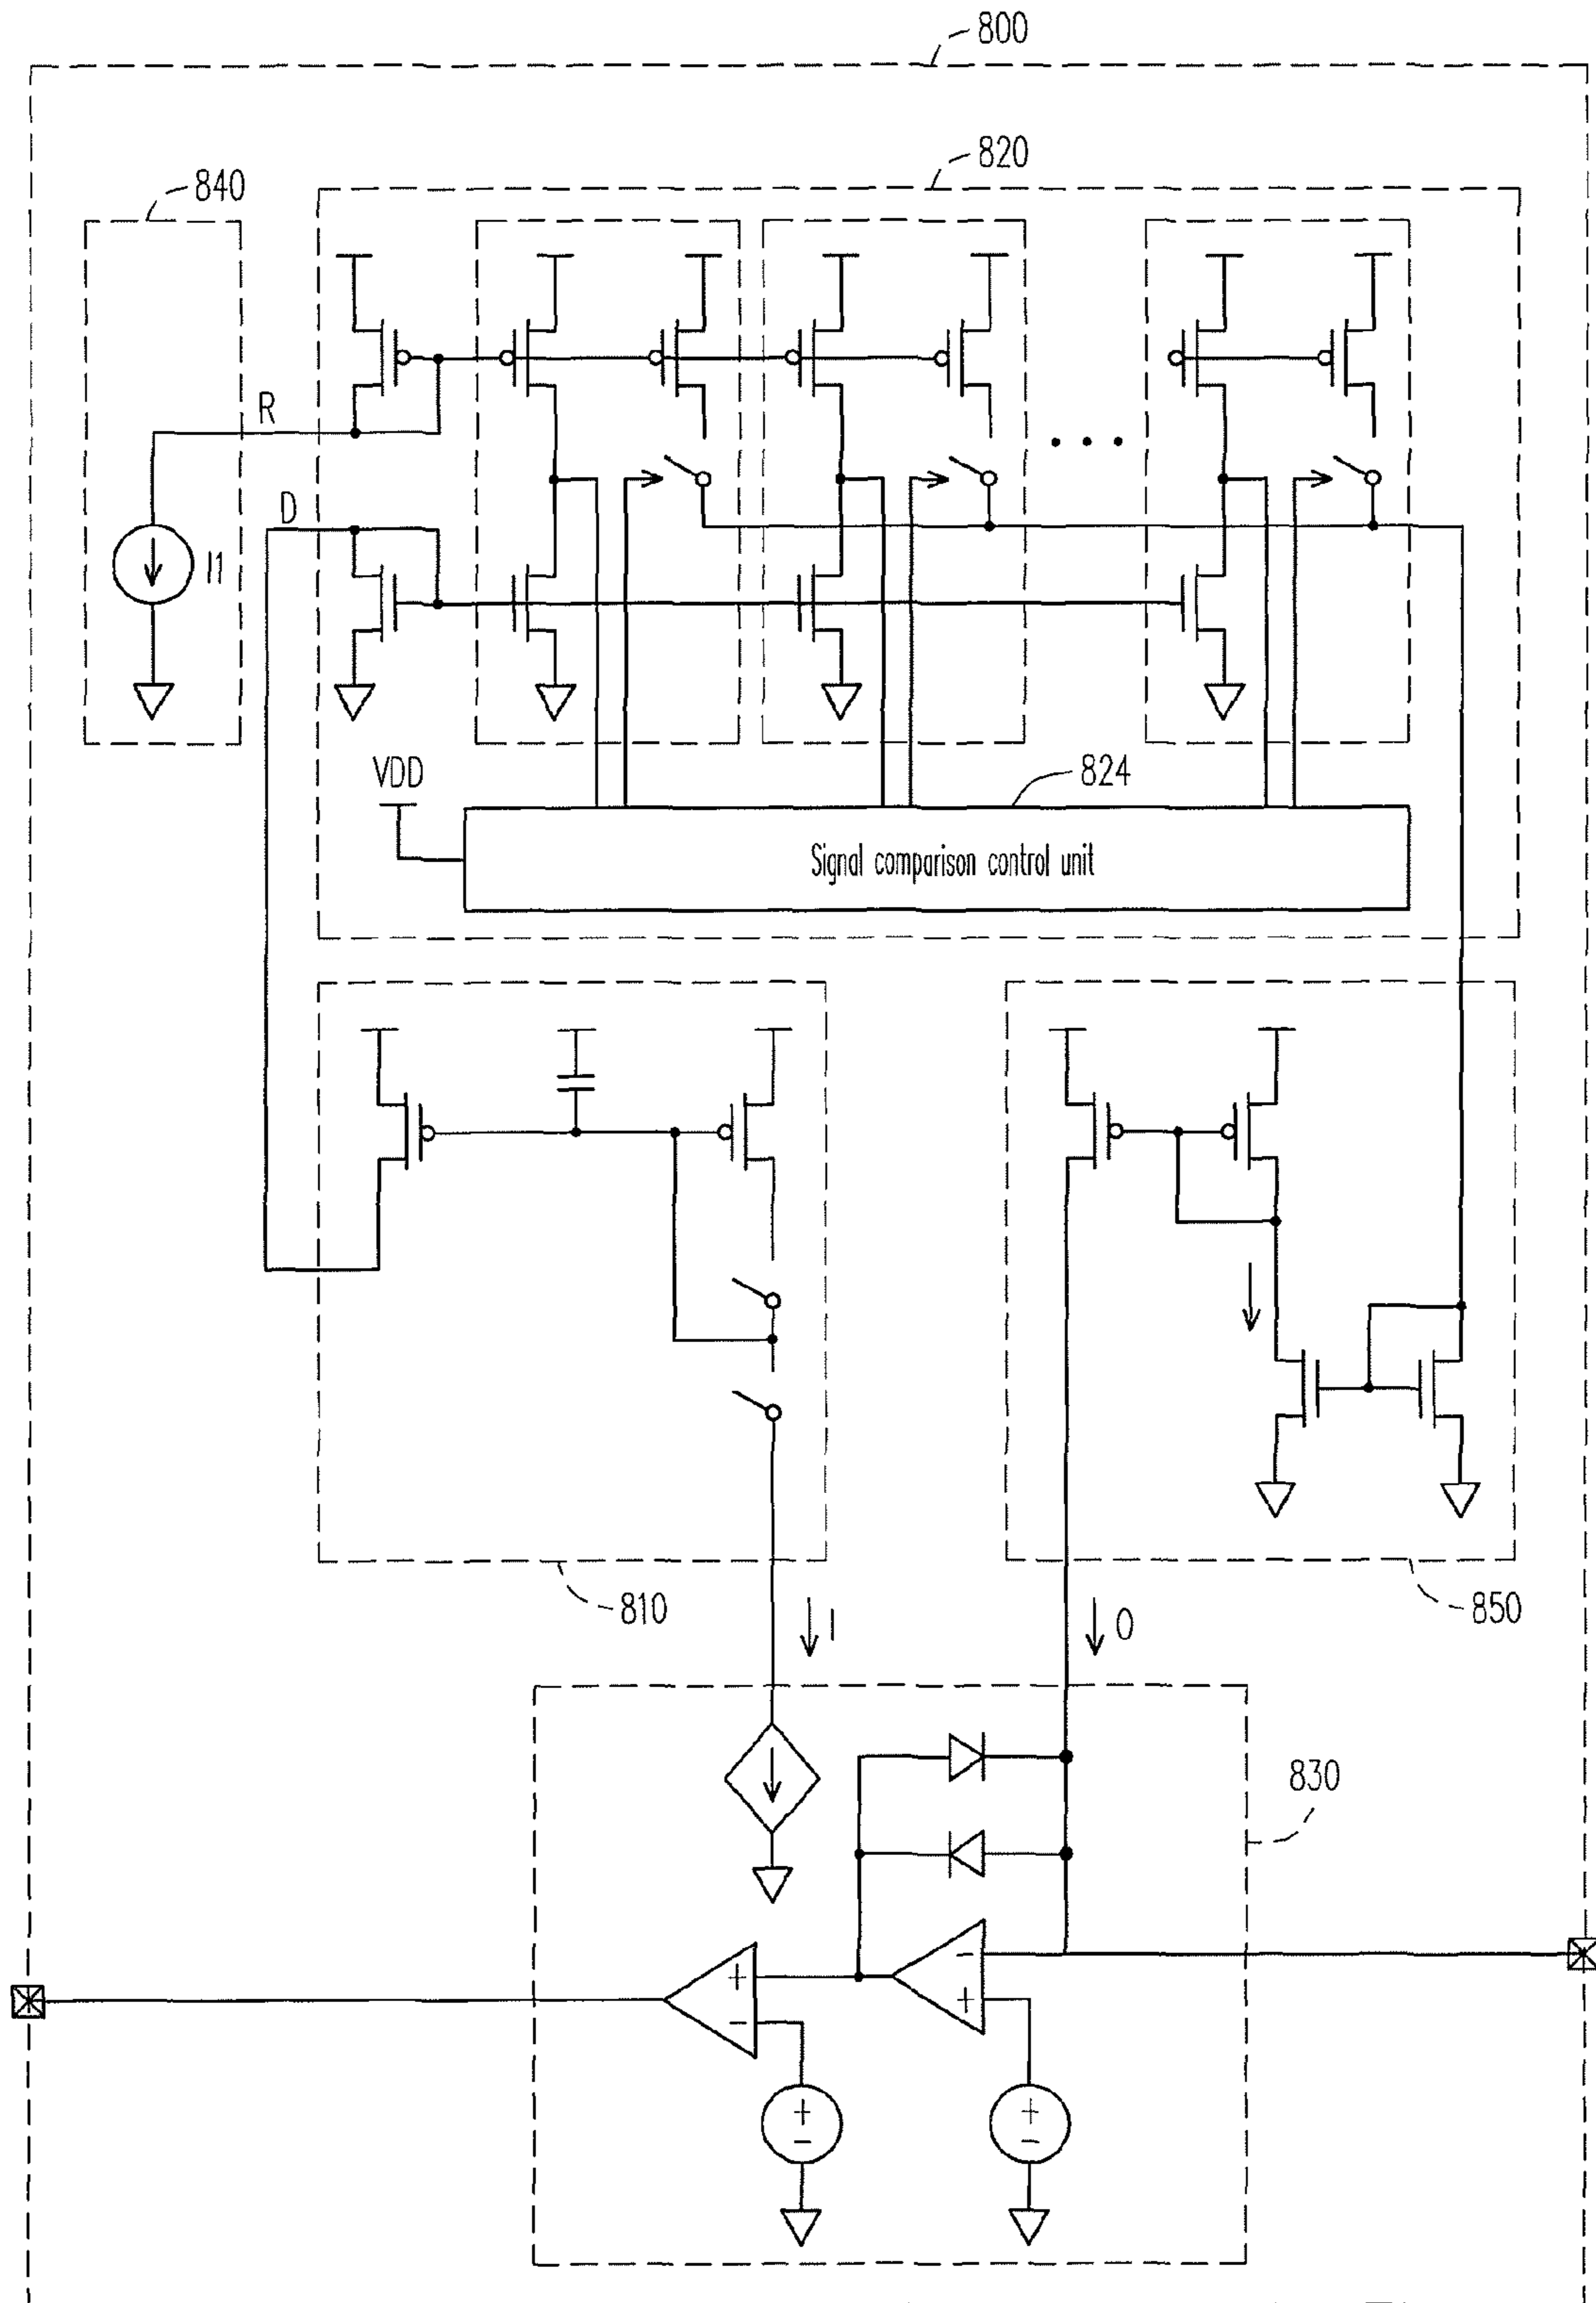 800
820
840
R
D
I1
VDD
824
Signal comparison control unit
810
850
I
O
830
+
−
−
+
+
−
+
−